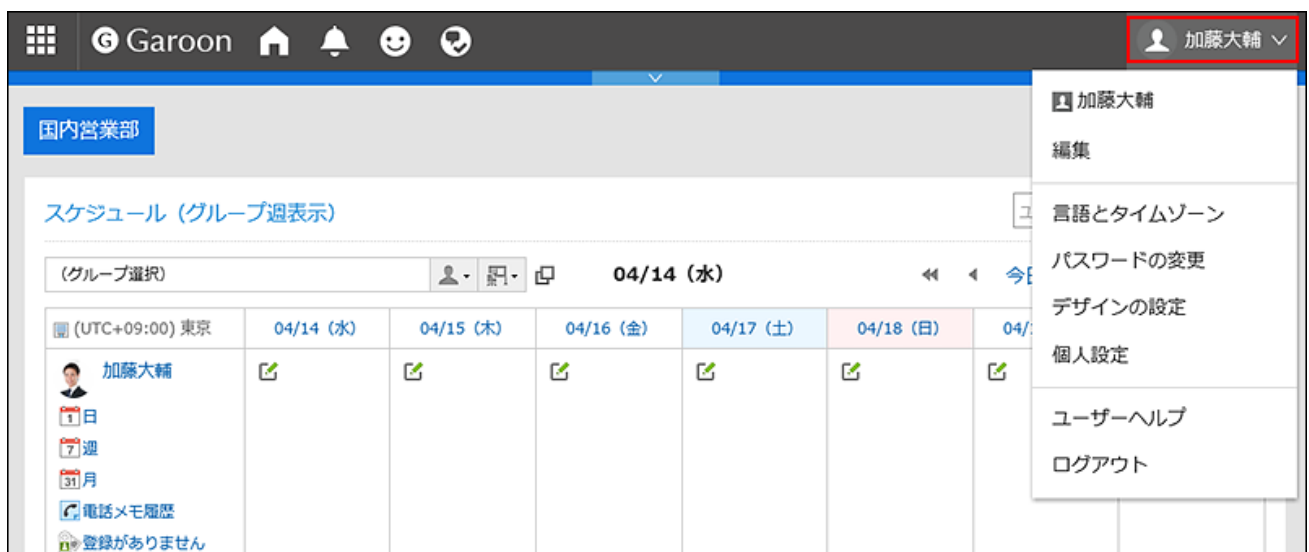 Garoon
加藤大輔
加藤大輔
編集
言語とタイムゾーン
パスワードの変更
デザインの設定
個人設定
ユーザーヘルプ
ログアウト
国内営業部
スケジュール（グループ週表示）
（グループ選択）
04/14（水）
(UTC+09:00) 東京 04/14（水） 04/15（木） 04/16（金） 04/17（土） 04/18（日） 04/
加藤大輔
1 日
7 週
31 月
電話メモ履歴
登録がありません